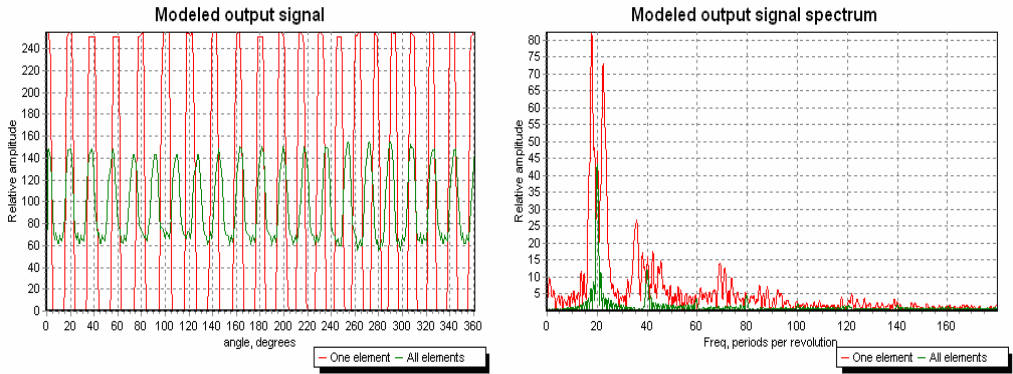 Modeled output signal
240
220
200
180
160
140
120
100
80
60
40
20
0
Relative amplitude
0 20 40 60 80 100 120 140 160 180 200 220 240 260 280 300 320 340 360
angle, degrees
One element All elements
Modeled output signal spectrum
80
75
70
65
60
55
50
45
40
35
30
25
20
15
10
5
Relative amplitude
0 20 40 60 80 100 120 140 160
Freq, periods per revolution
One element All elements